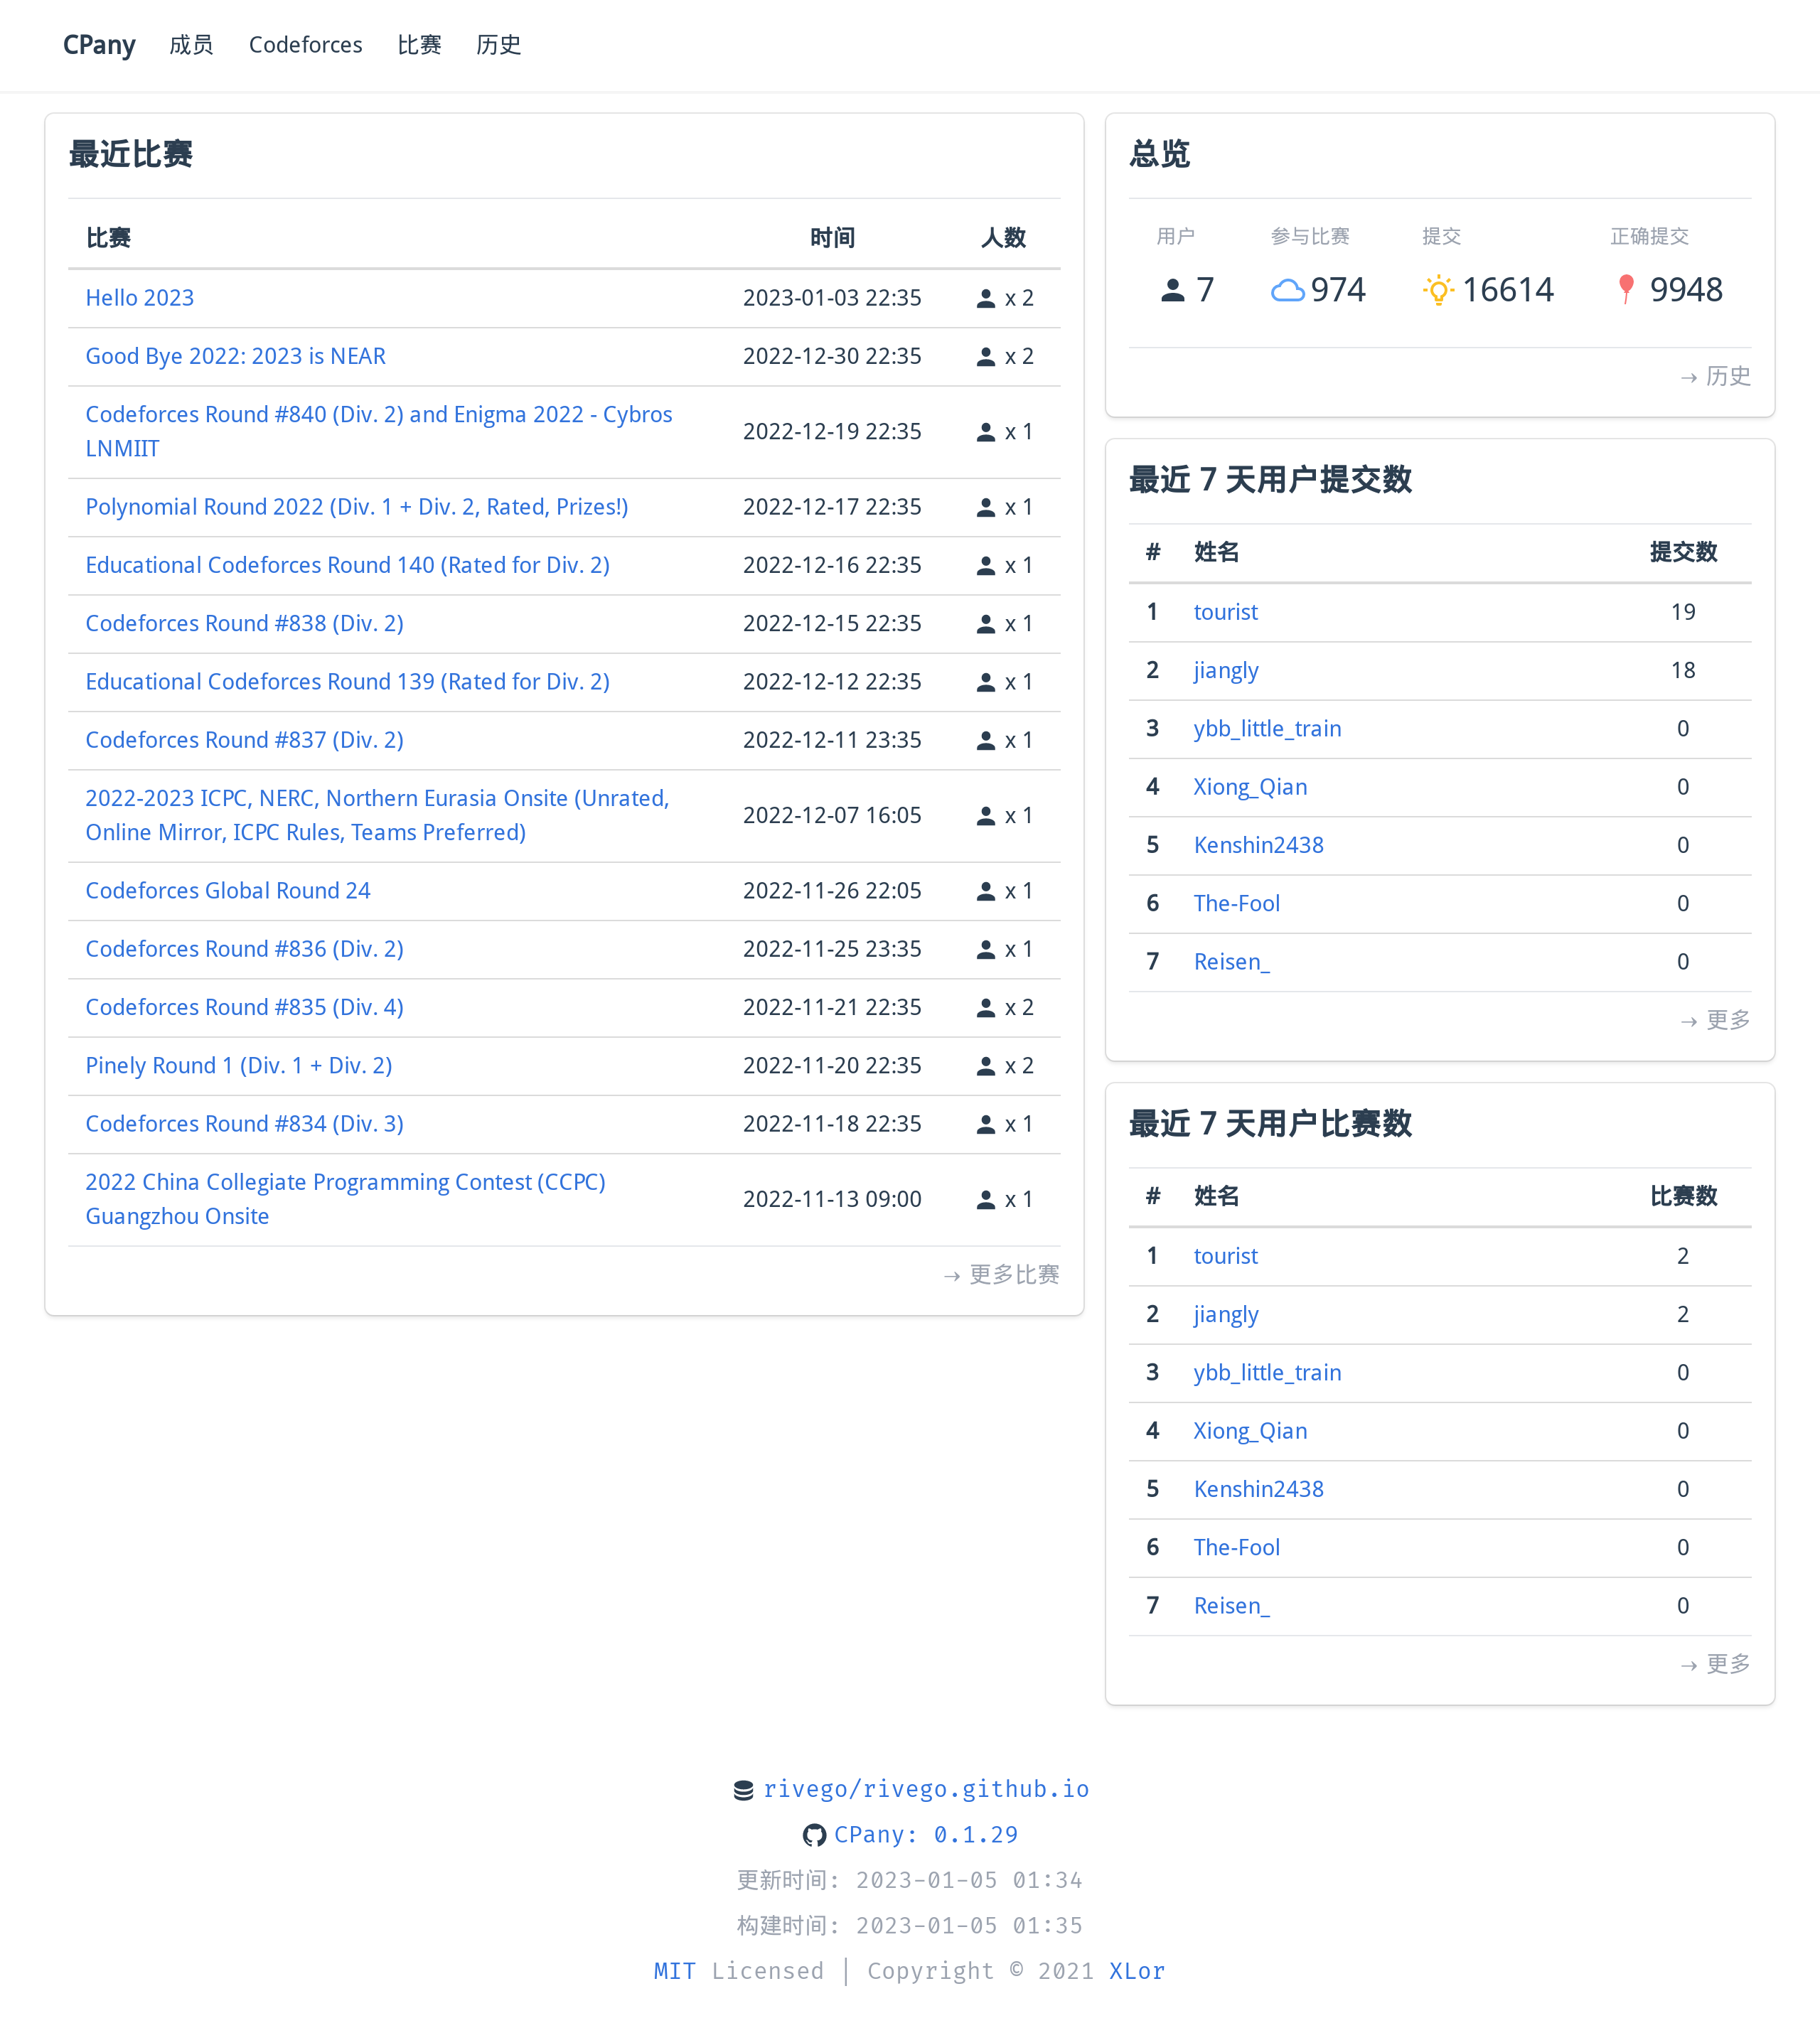 CPany 成员 Codeforces 比赛 历史
最近比赛
比赛 时间 人数
Hello 2023 2023-01-03 22:35 x 2
Good Bye 2022: 2023 is NEAR 2022-12-30 22:35 x 2
Codeforces Round #840 (Div. 2) and Enigma 2022 - Cybros
LNMIIT 2022-12-19 22:35 x 1
Polynomial Round 2022 (Div. 1 + Div. 2, Rated, Prizes!) 2022-12-17 22:35 x 1
Educational Codeforces Round 140 (Rated for Div. 2) 2022-12-16 22:35 x 1
Codeforces Round #838 (Div. 2) 2022-12-15 22:35 x 1
Educational Codeforces Round 139 (Rated for Div. 2) 2022-12-12 22:35 x 1
Codeforces Round #837 (Div. 2) 2022-12-11 23:35 x 1
2022-2023 ICPC, NERC, Northern Eurasia Onsite (Unrated,
Online Mirror, ICPC Rules, Teams Preferred) 2022-12-07 16:05 x 1
Codeforces Global Round 24 2022-11-26 22:05 x 1
Codeforces Round #836 (Div. 2) 2022-11-25 23:35 x 1
Codeforces Round #835 (Div. 4) 2022-11-21 22:35 x 2
Pinely Round 1 (Div. 1 + Div. 2) 2022-11-20 22:35 x 2
Codeforces Round #834 (Div. 3) 2022-11-18 22:35 x 1
2022 China Collegiate Programming Contest (CCPC)
Guangzhou Onsite 2022-11-13 09:00 x 1
→ 更多比赛
总览
用户 参与比赛 提交 正确提交
7 974 16614 9948
→ 历史
最近 7 天用户提交数
# 姓名 提交数
1 tourist 19
2 jiangly 18
3 ybb_little_train 0
4 Xiong_Qian 0
5 Kenshin2438 0
6 The-Fool 0
7 Reisen_ 0
→ 更多
最近 7 天用户比赛数
# 姓名 比赛数
1 tourist 2
2 jiangly 2
3 ybb_little_train 0
4 Xiong_Qian 0
5 Kenshin2438 0
6 The-Fool 0
7 Reisen_ 0
→ 更多
rivego/rivego.github.io
CPany: 0.1.29
更新时间: 2023-01-05 01:34
构建时间: 2023-01-05 01:35
MIT Licensed | Copyright © 2021 XLor